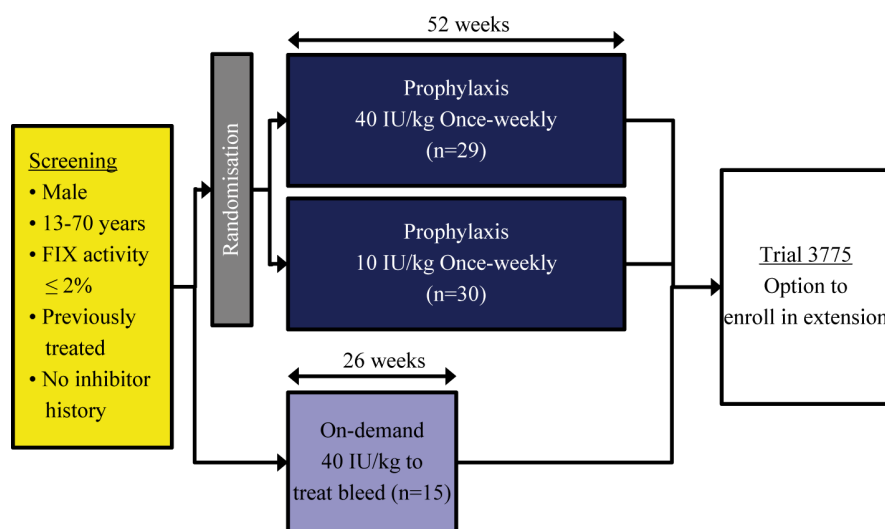 52 weeks
Screening
• Male
• 13-70 years
• FIX activity
≤ 2%
• Previously
treated
• No inhibitor
history
Randomisation
Prophylaxis
40 IU/kg Once-weekly
(n=29)
Prophylaxis
10 IU/kg Once-weekly
(n=30)
26 weeks
On-demand
40 IU/kg to
treat bleed (n=15)
Trial 3775
Option to
enroll in extension